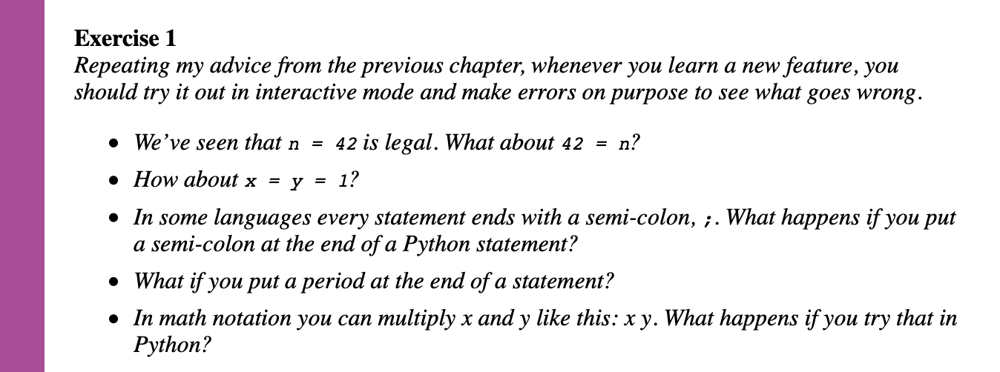 Exercise 1
Repeating my advice from the previous chapter, whenever you learn a new feature, you
should try it out in interactive mode and make errors on purpose to see what goes wrong.
• We’ve seen that n = 42 is legal. What about 42 = n?
• How about x = y = 1?
• In some languages every statement ends with a semi-colon, ;. What happens if you put
a semi-colon at the end of a Python statement?
• What if you put a period at the end of a statement?
• In math notation you can multiply x and y like this: x y. What happens if you try that in
Python?